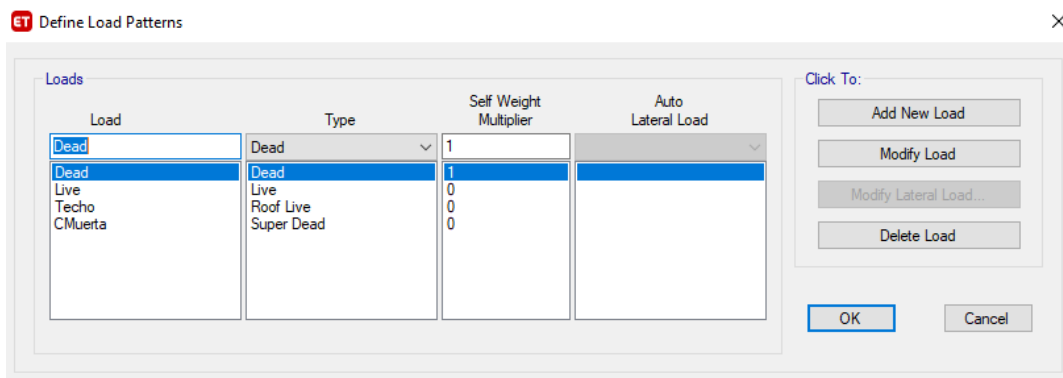 ET Define Load Patterns
Loads
Load Type Self Weight Multiplier Auto Lateral Load
Dead Dead 1
Dead Dead 1
Live Live 0
Techo Roof Live 0
CMuerta Super Dead 0
Click To:
Add New Load
Modify Load
Modify Lateral Load...
Delete Load
OK Cancel